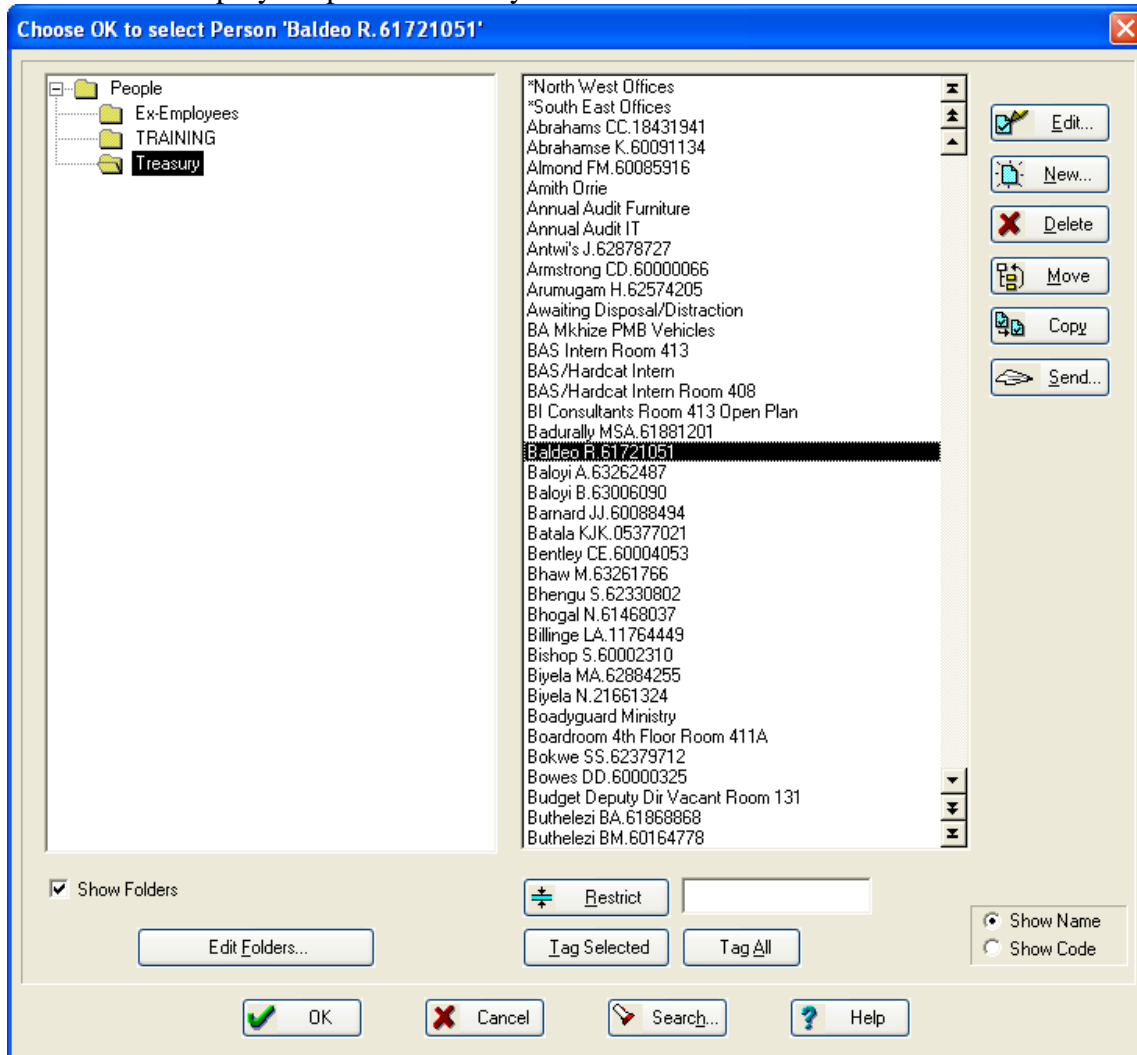 Choose OK to select Person 'Baldeo R.61721051'
People
Ex-Employees
TRAINING
Treasury
*North West Offices
*South East Offices
Abrahams CC.18431941
Abrahamse K.60091134
Almond FM.60085916
Amith Orrie
Annual Audit Furniture
Annual Audit IT
Antwi's J.62878727
Armstrong CD.60000066
Arumugam H.62574205
Awaiting Disposal/Distraction
BA Mkhize PMB Vehicles
BAS Intern Room 413
BAS/Hardcat Intern
BAS/Hardcat Intern Room 408
BI Consultants Room 413 Open Plan
Badurally MSA.61881201
Baldeo R.61721051
Baloyi A.63262487
Baloyi B.63006090
Barnard JJ.60088494
Batala KJK.05377021
Bentley CE.60004053
Bhaw M.63261766
Bhengu S.62330802
Bhogal N.61468037
Billinge LA.11764449
Bishop S.60002310
Biyela MA.62884255
Biyela N.21661324
Boadyguard Ministry
Boardroom 4th Floor Room 411A
Bokwe SS.62379712
Bowes DD.60000325
Budget Deputy Dir Vacant Room 131
Buthelezi BA.61868868
Buthelezi BM.60164778
Edit...
New...
Delete
Move
Copy
Send...
Show Folders
Edit Folders...
Restrict
Tag Selected
Tag All
Show Name
Show Code
OK
Cancel
Search...
Help